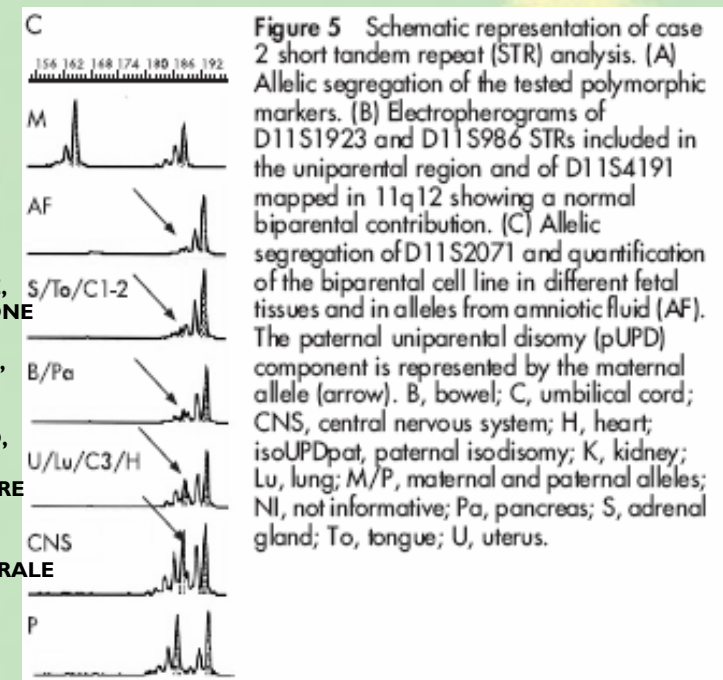 C
156 162 168 174 180 186 192
M
AF
S/To/C1-2
B/Pa
U/Lu/C3/H
CNS
P
,
ONE
,
,
RE
RALE
Figure 5 Schematic representation of case
2 short tandem repeat (STR) analysis. (A)
Allelic segregation of the tested polymorphic
markers. (B) Electropherograms of
D11S1923 and D11S986 STRs included in
the uniparental region and of D11S4191
mapped in 11q12 showing a normal
biparental contribution. (C) Allelic
segregation of D11S2071 and quantification
of the biparental cell line in different fetal
tissues and in alleles from amniotic fluid (AF).
The paternal uniparental disomy (pUPD)
component is represented by the maternal
allele (arrow). B, bowel; C, umbilical cord;
CNS, central nervous system; H, heart;
isoUPDpat, paternal isodisomy; K, kidney;
Lu, lung; M/P, maternal and paternal alleles;
NI, not informative; Pa, pancreas; S, adrenal
gland; To, tongue; U, uterus.